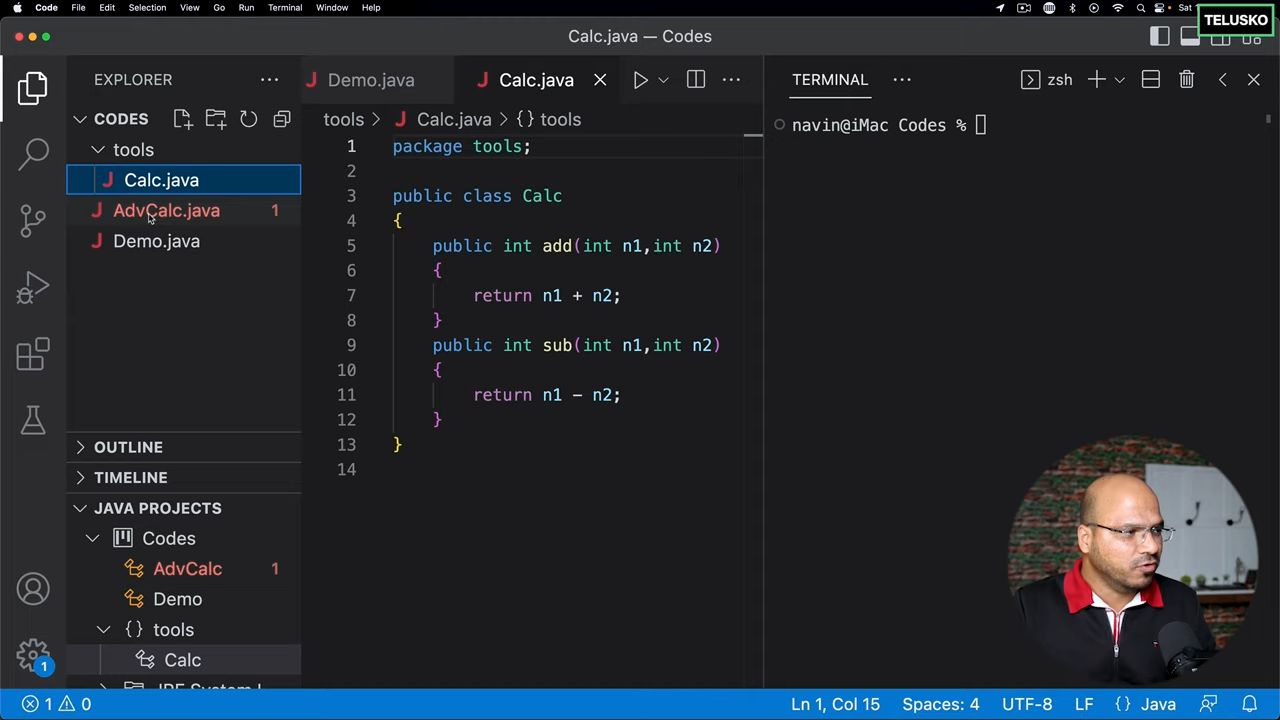 Code File Edit Selection View Go Run Terminal Window Help Sat
TELUSKO
Calc.java — Codes
EXPLORER
CODES
tools
Calc.java
AdvCalc.java 1
Demo.java
OUTLINE
TIMELINE
JAVA PROJECTS
Codes
AdvCalc 1
Demo
{} tools
Calc
1
Demo.java Calc.java
tools > Calc.java > {} tools
1 package tools;
2
3 public class Calc
4 {
5 public int add(int n1,int n2)
6 {
7 return n1 + n2;
8 }
9 public int sub(int n1,int n2)
10 {
11 return n1 - n2;
12 }
13 }
14
TERMINAL
zsh
navin@iMac Codes %
1 0 Ln 1, Col 15 Spaces: 4 UTF-8 LF {} Java